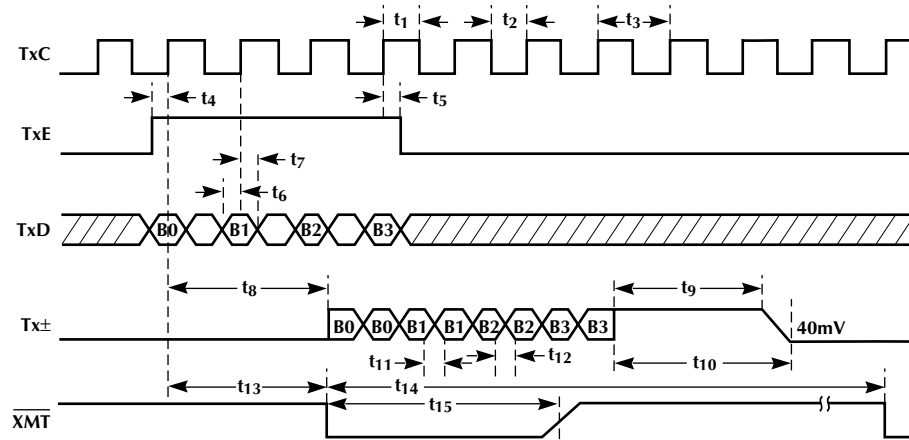 t1 t2 t3
TxC
t4 t5
TxE
t7
t6
TxD B0 B1 B2 B3
t8 t9
Tx± B0 B0 B1 B1 B2 B2 B3 B3 40mV
t11 t12 t10
t13 t14
t15
XMT